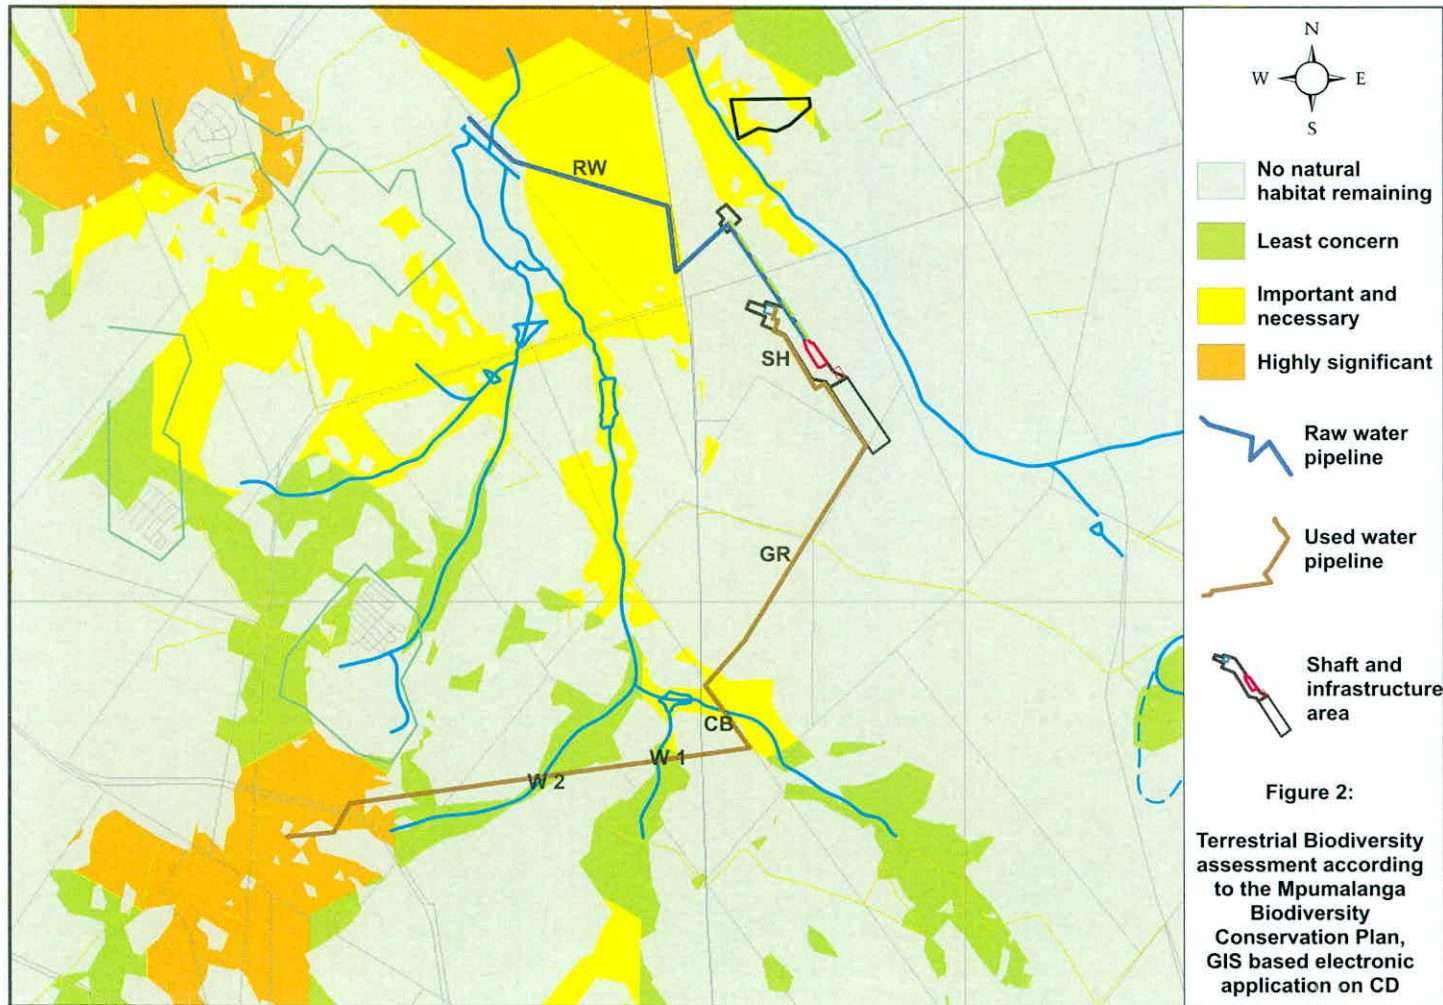 N
W E
S
No natural
habitat remaining
Least concern
Important and
necessary
Highly significant
Raw water
pipeline
Used water
pipeline
Shaft and
infrastructure
area
Figure 2:
Terrestrial Biodiversity
assessment according
to the Mpumalanga
Biodiversity
Conservation Plan,
GIS based electronic
application on CD
RW
SH
GR
CB
W 1
W 2